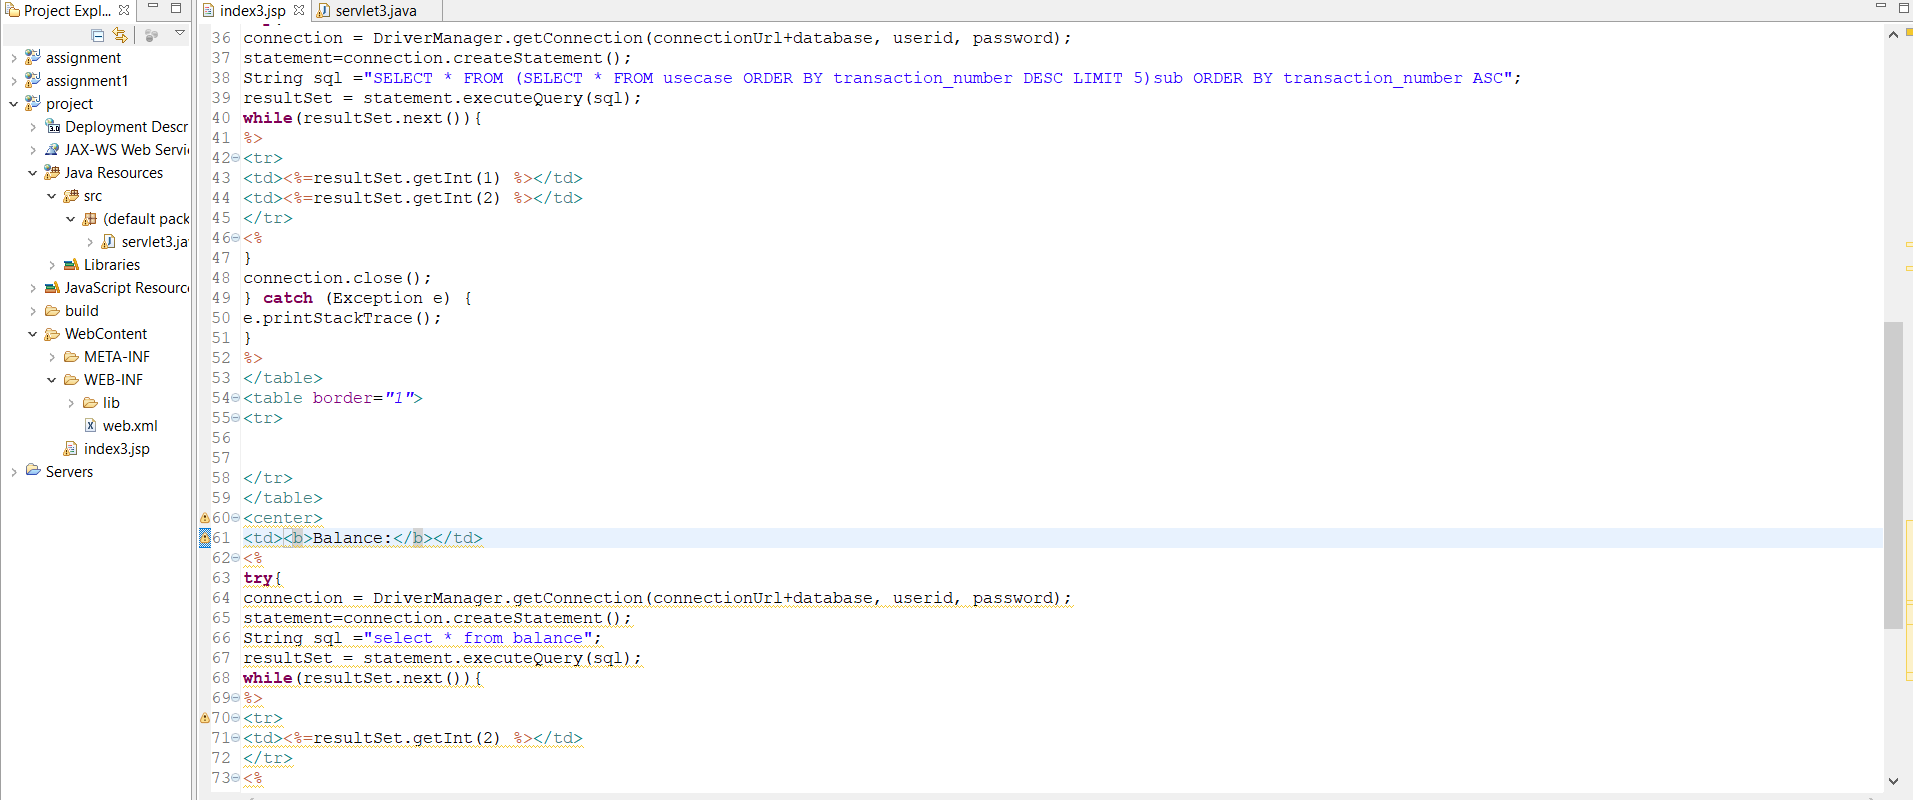 Project Expl...
index3.jsp
servlet3.java
assignment
assignment1
project
Deployment Descr
JAX-WS Web Servi
Java Resources
src
(default pack
servlet3.ja
Libraries
JavaScript Resourc
build
WebContent
META-INF
WEB-INF
lib
web.xml
index3.jsp
Servers
36 connection = DriverManager.getConnection(connectionUrl+database, userid, password);
37 statement=connection.createStatement();
38 String sql ="SELECT * FROM (SELECT * FROM usecase ORDER BY transaction_number DESC LIMIT 5)sub ORDER BY transaction_number ASC";
39 resultSet = statement.executeQuery(sql);
40 while(resultSet.next()){
41 %>
42 <tr>
43 <td><%=resultSet.getInt(1) %></td>
44 <td><%=resultSet.getInt(2) %></td>
45 </tr>
46 <%
47 }
48 connection.close();
49 } catch (Exception e) {
50 e.printStackTrace();
51 }
52 %>
53 </table>
54 <table border="1">
55 <tr>
56
57
58 </tr>
59 </table>
60 <center>
61 <td><b>Balance:</b></td>
62 <%
63 try{
64 connection = DriverManager.getConnection(connectionUrl+database, userid, password);
65 statement=connection.createStatement();
66 String sql ="select * from balance";
67 resultSet = statement.executeQuery(sql);
68 while(resultSet.next()){
69 %>
70 <tr>
71 <td><%=resultSet.getInt(2) %></td>
72 </tr>
73 <%